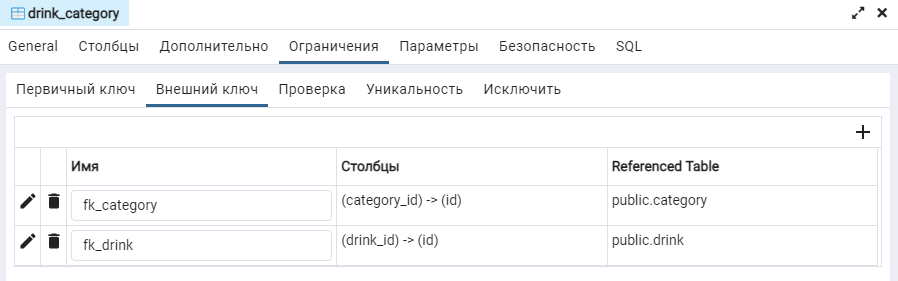 drink_category
General Столбцы Дополнительно Ограничения Параметры Безопасность SQL
Первичный ключ Внешний ключ Проверка Уникальность Исключить
Имя Столбцы Referenced Table
fk_category (category_id) -> (id) public.category
fk_drink (drink_id) -> (id) public.drink